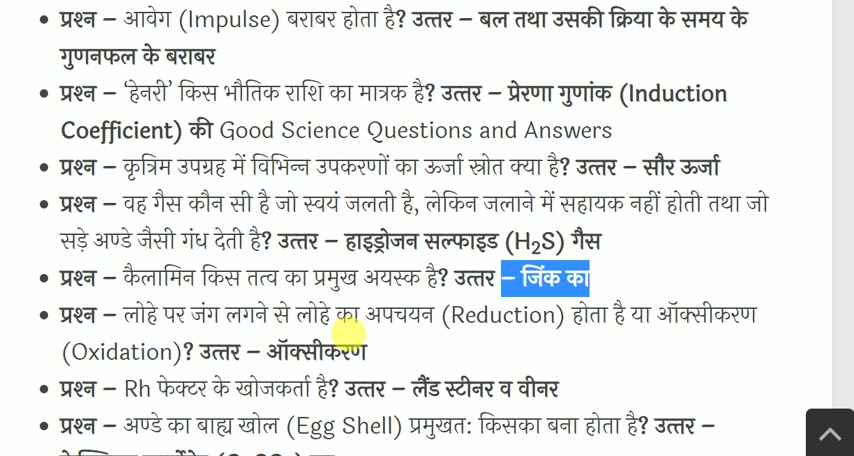 • प्रश्न – आवेग (Impulse) बराबर होता है? उत्तर – बल तथा उसकी क्रिया के समय के
गुणनफल के बराबर
• प्रश्न – ‘हेनरी’ किस भौतिक राशि का मात्रक है? उत्तर – प्रेरणा गुणांक (Induction
Coefficient) की Good Science Questions and Answers
• प्रश्न – कृत्रिम उपग्रह में विभिन्न उपकरणों का ऊर्जा स्रोत क्या है? उत्तर – सौर ऊर्जा
• प्रश्न – वह गैस कौन सी है जो स्वयं जलती है, लेकिन जलाने में सहायक नहीं होती तथा जो
सड़े अण्डे जैसी गंध देती है? उत्तर – हाइड्रोजन सल्फाइड (H₂S) गैस
• प्रश्न – कैलामिन किस तत्व का प्रमुख अयस्क है? उत्तर – जिंक का
• प्रश्न – लोहे पर जंग लगने से लोहे का अपचयन (Reduction) होता है या ऑक्सीकरण
(Oxidation)? उत्तर – ऑक्सीकरण
• प्रश्न – Rh फेक्टर के खोजकर्ता है? उत्तर – लैंड स्टीनर व वीनर
• प्रश्न – अण्डे का बाह्य खोल (Egg Shell) प्रमुखत: किसका बना होता है? उत्तर –